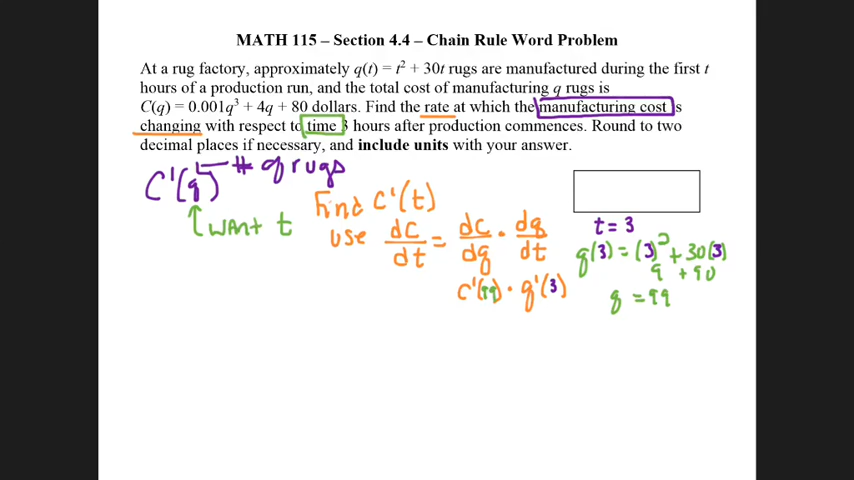 MATH 115 – Section 4.4 – Chain Rule Word Problem
At a rug factory, approximately q(t) = t² + 30t rugs are manufactured during the first t
hours of a production run, and the total cost of manufacturing q rugs is
C(q) = 0.001q³ + 4q + 80 dollars. Find the rate at which the manufacturing cost is
changing with respect to time 3 hours after production commences. Round to two
decimal places if necessary, and include units with your answer.
C'(q) # of rugs
want t
Find C'(t)
use dC/dt = dC/dq · dq/dt
C'(99) · q'(3)
t = 3
q(3) = (3)² + 30(3)
9 + 90
q = 99